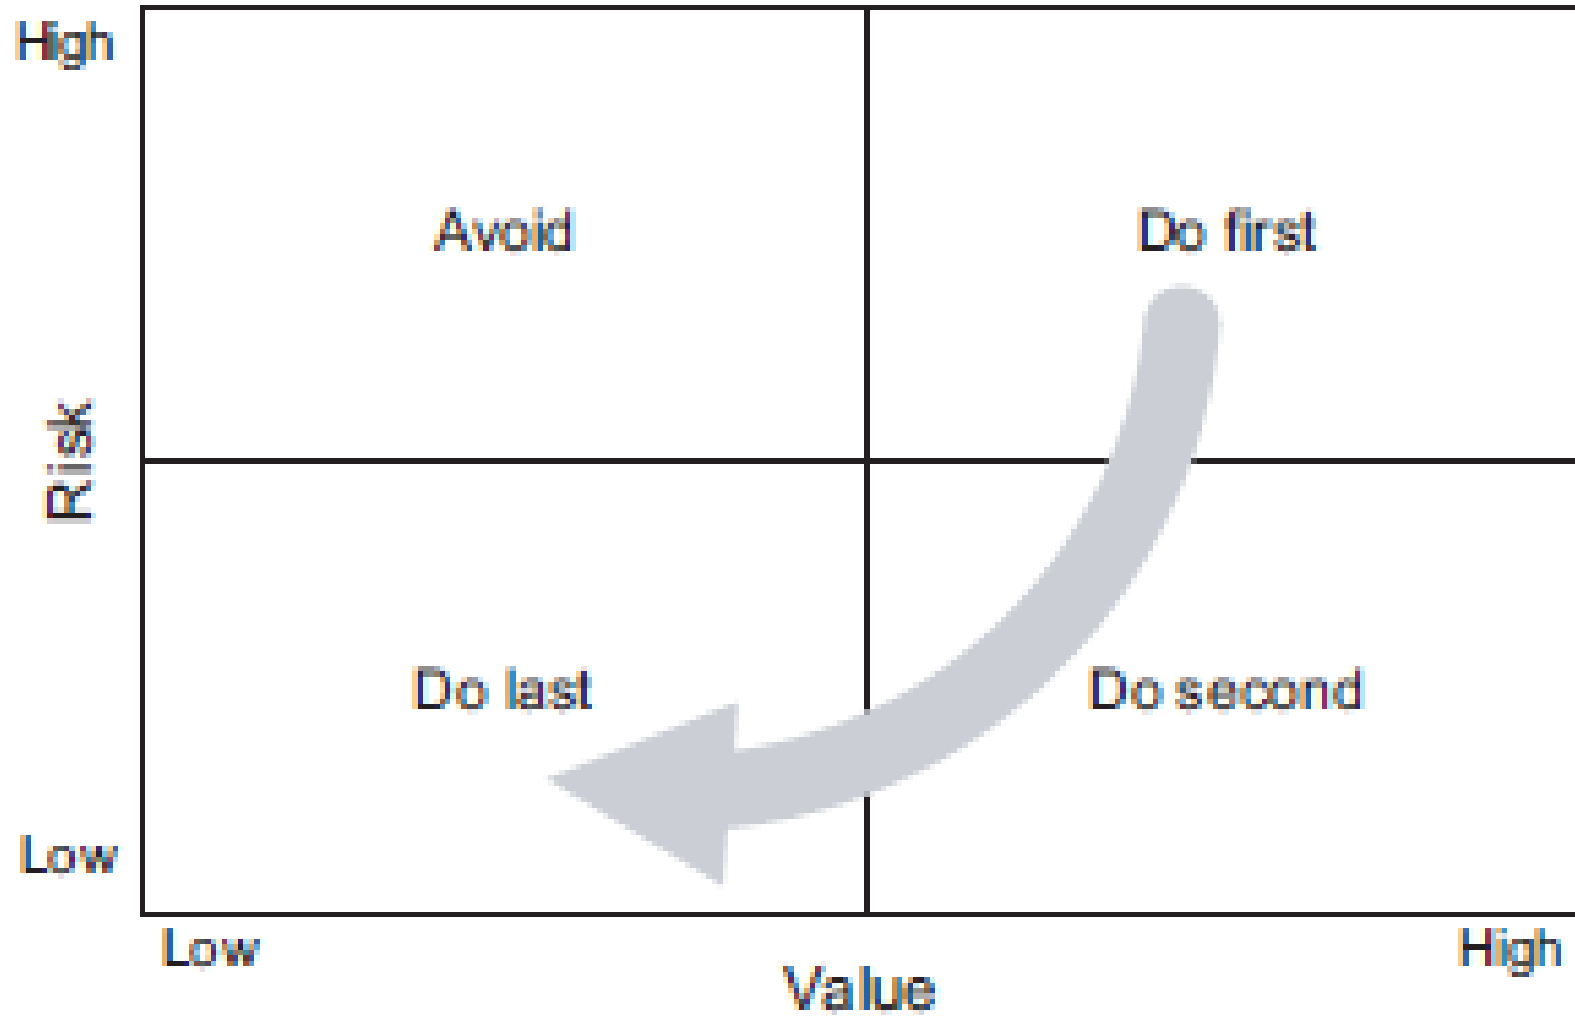 High
Avoid
Do first
Risk
Do last
Do second
Low
Low
High
Value